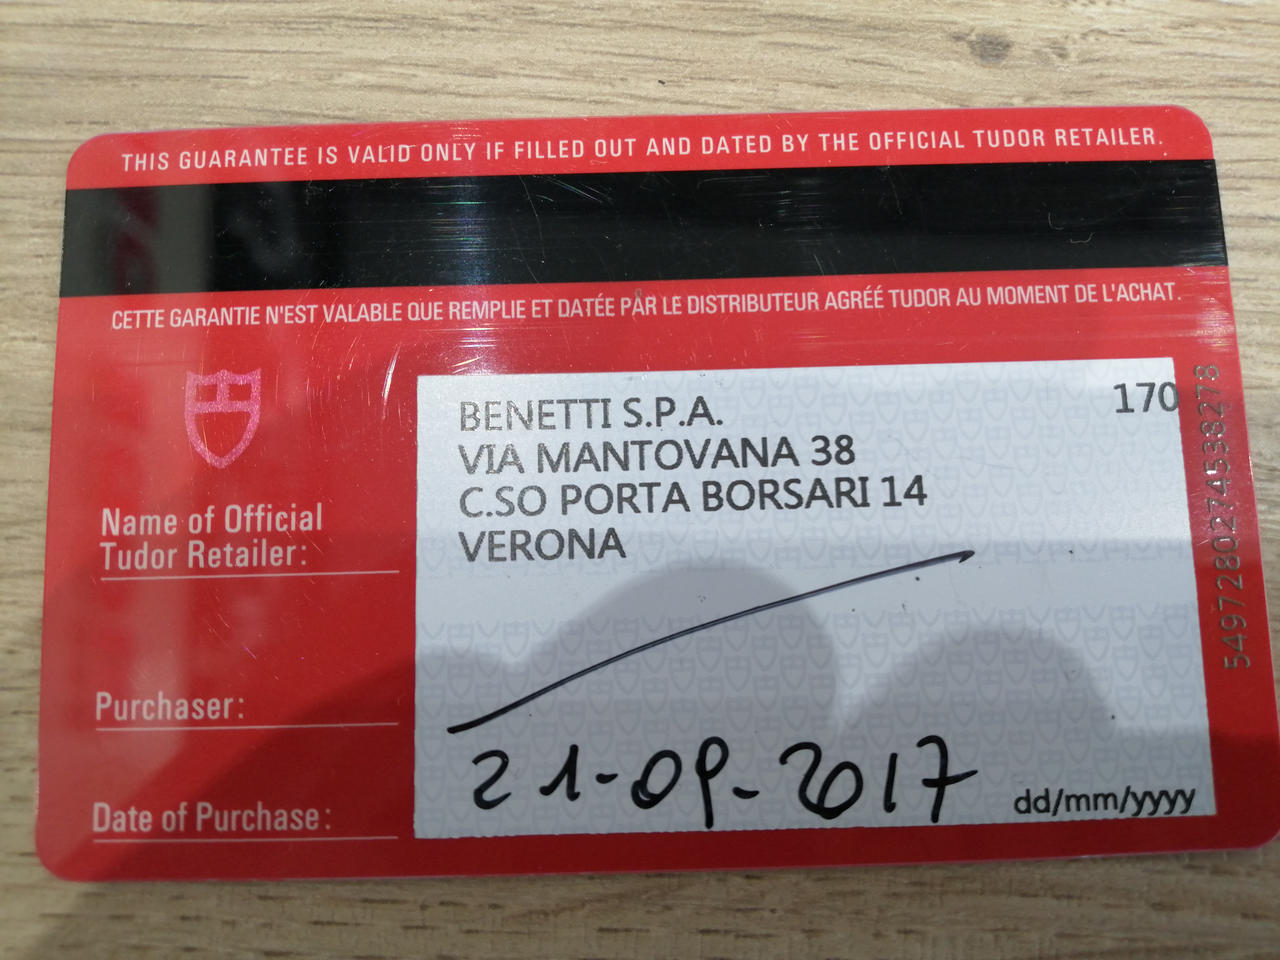 THIS GUARANTEE IS VALID ONLY IF FILLED OUT AND DATED BY THE OFFICIAL TUDOR RETAILER.
CETTE GARANTIE N'EST VALABLE QUE REMPLIE ET DATÉE PAR LE DISTRIBUTEUR AGRÉÉ TUDOR AU MOMENT DE L'ACHAT.
BENETTI S.P.A.
170
VIA MANTOVANA 38
C.SO PORTA BORSARI 14
VERONA
Name of Official
Tudor Retailer:
Purchaser:
Date of Purchase:
21-09-2017
dd/mm/yyyy
5497280274538278